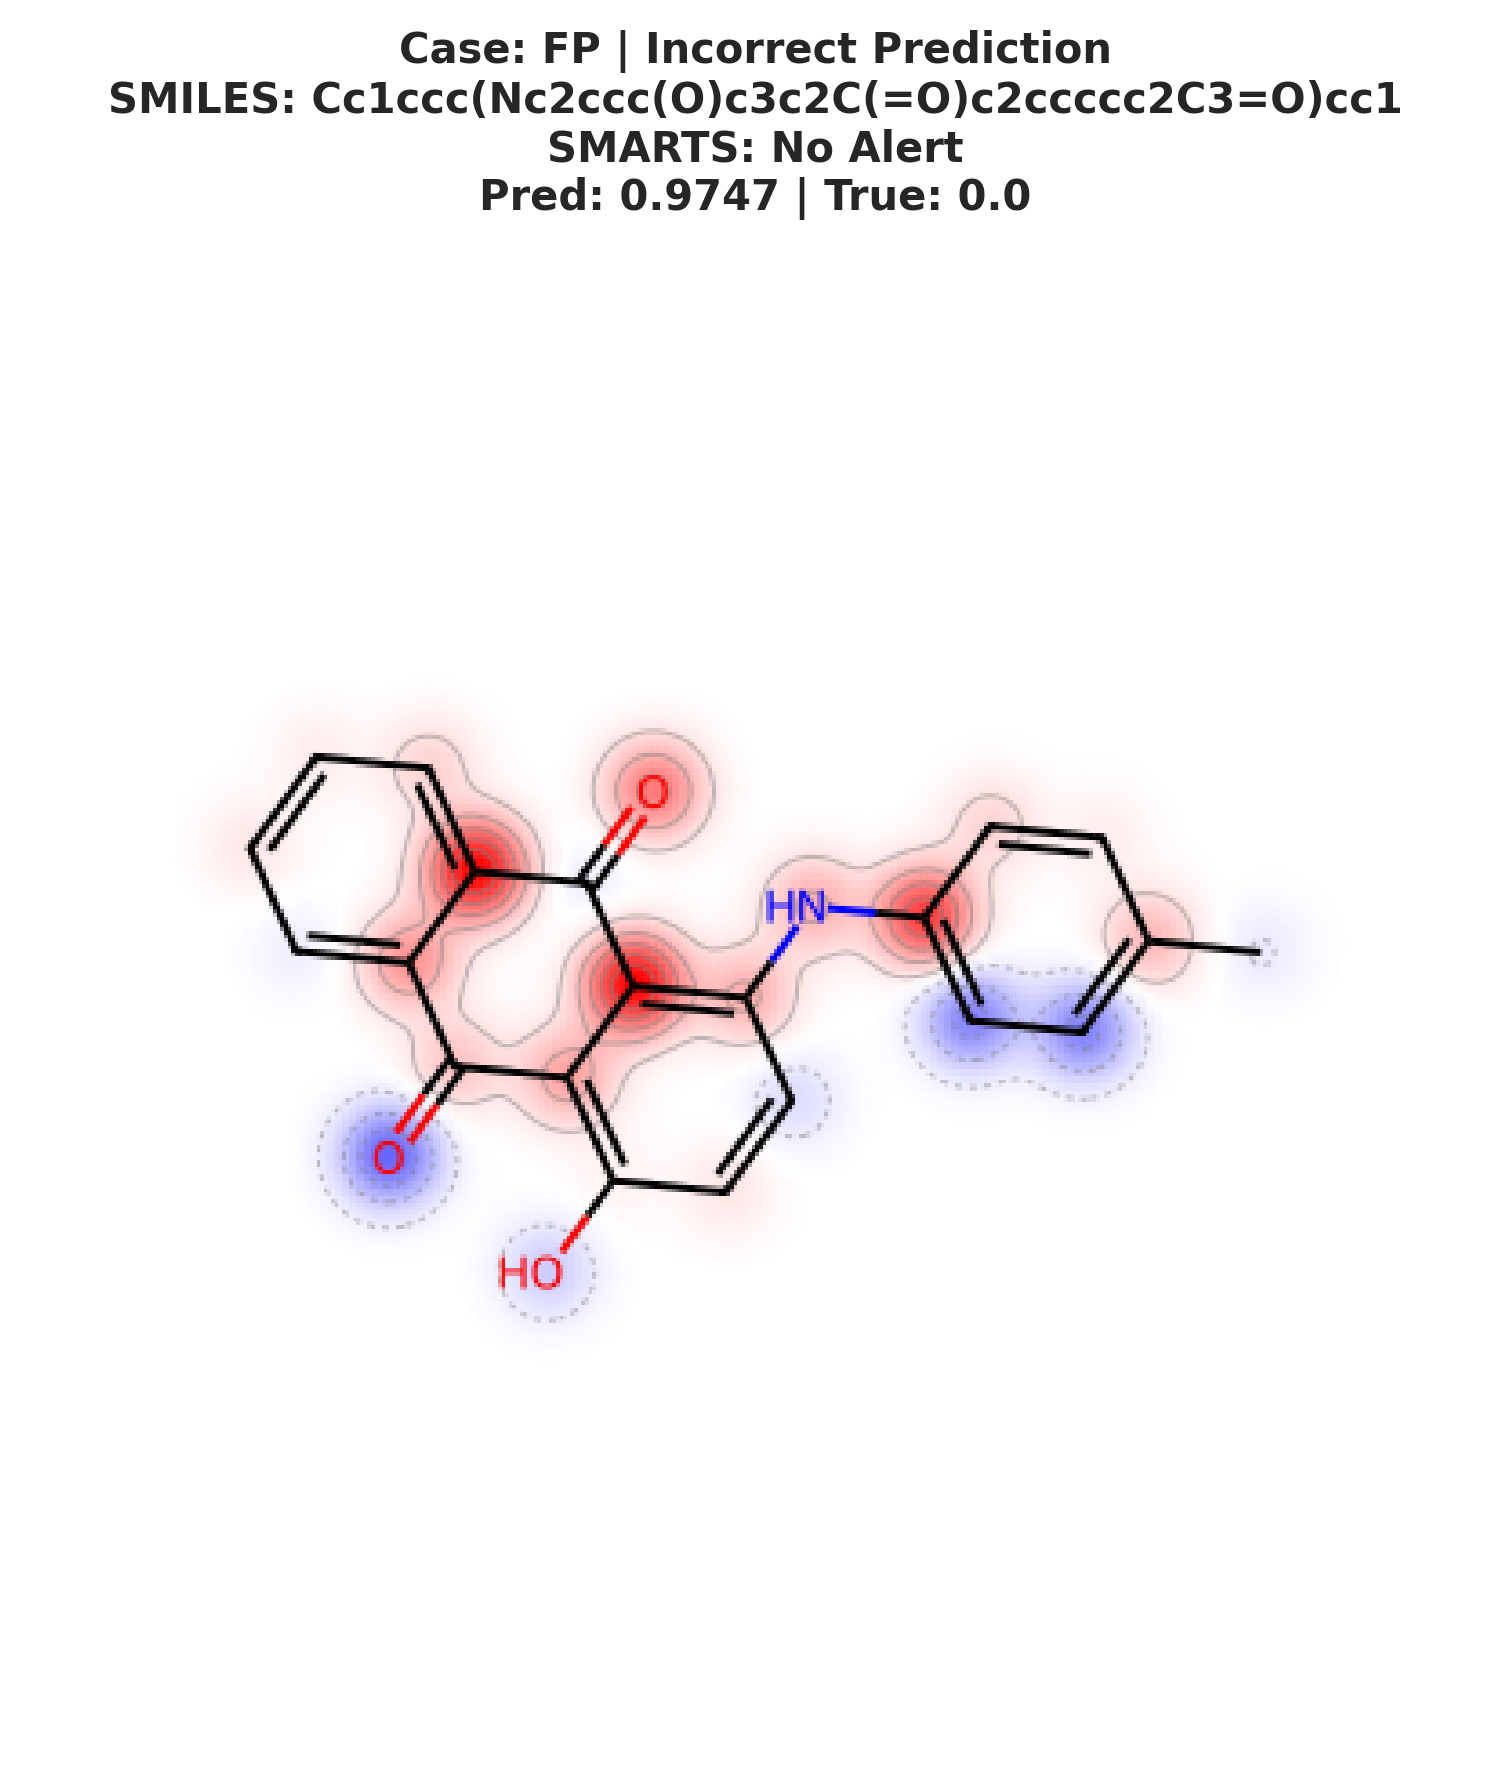 Case: FP | Incorrect Prediction
SMILES: Cc1ccc(Nc2ccc(O)c3c2C(=O)c2ccccc2C3=O)cc1
SMARTS: No Alert
Pred: 0.9747 | True: 0.0
O
HN
O
HO